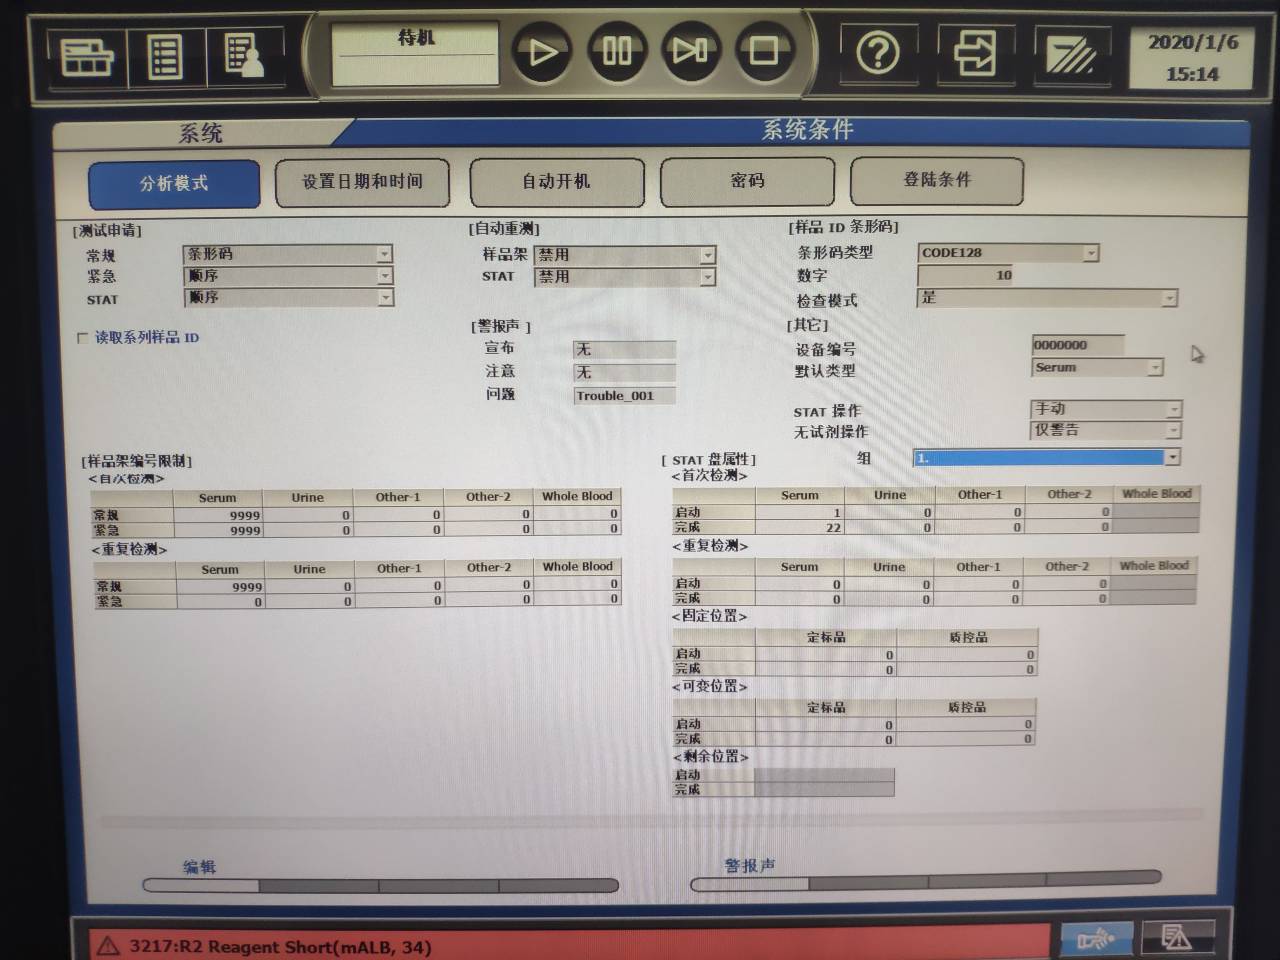 待机
2020/1/6
15:14
系统
系统条件
分析模式
设置日期和时间
自动开机
密码
登陆条件
[测试申请]
常规 条形码
紧急 顺序
STAT 顺序
读取系列样品 ID
[自动重测]
样品架 禁用
STAT 禁用
[警报声 ]
宣布 无
注意 无
问题 Trouble_001
[样品 ID 条形码]
条形码类型 CODE128
数字 10
检查模式 是
[其它]
设备编号 0000000
默认类型 Serum
STAT 操作 手动
无试剂操作 仅警告
[样品架编号限制]
<首次检测>
Serum Urine Other-1 Other-2 Whole Blood
常规 9999 0 0 0 0
紧急 9999 0 0 0 0
<重复检测>
Serum Urine Other-1 Other-2 Whole Blood
常规 9999 0 0 0 0
紧急 0 0 0 0 0
[ STAT 盘属性] 组 1.
<首次检测>
Serum Urine Other-1 Other-2 Whole Blood
启动 1 0 0 0
完成 22 0 0 0
<重复检测>
Serum Urine Other-1 Other-2 Whole Blood
启动 0 0 0 0
完成 0 0 0 0
<固定位置>
定标品 质控品
启动 0 0
完成 0 0
<可变位置>
定标品 质控品
启动 0 0
完成 0 0
<剩余位置>
启动
完成
编辑
警报声
3217:R2 Reagent Short(mALB, 34)